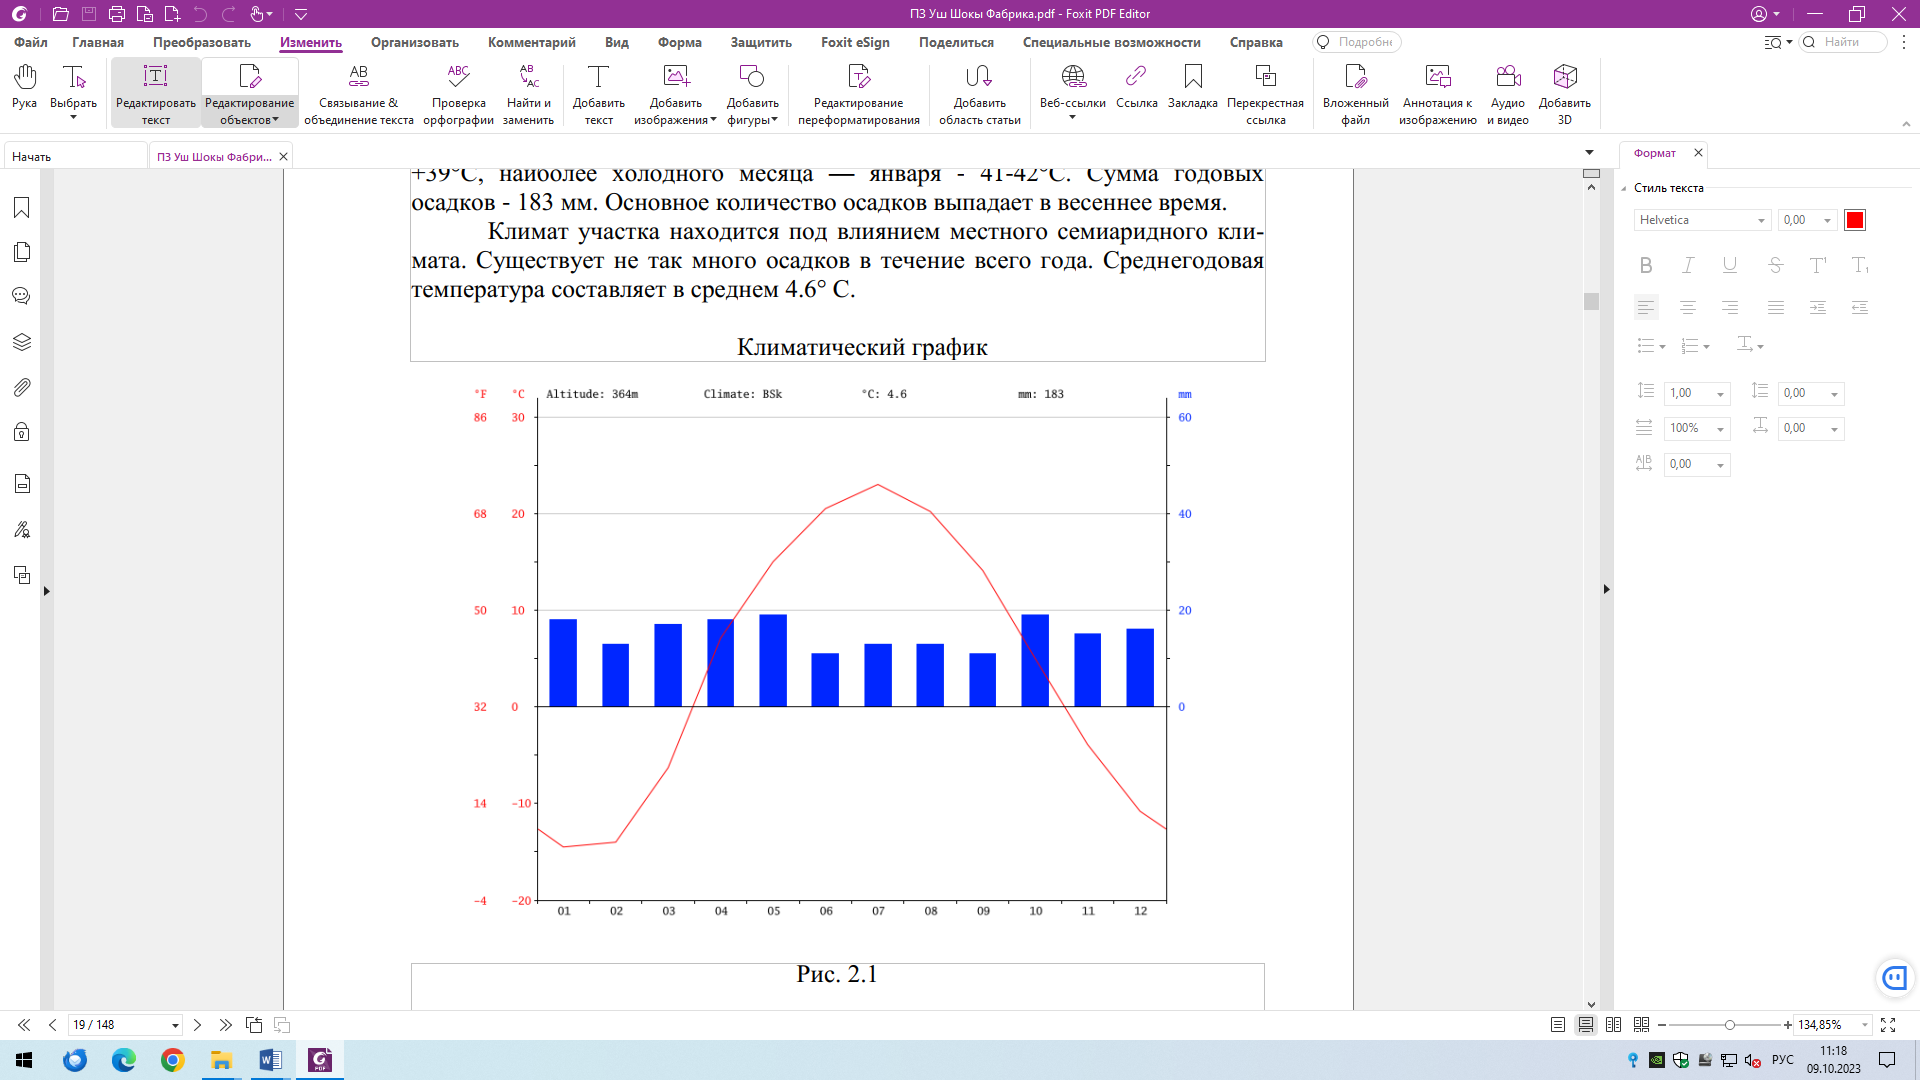 ПЗ Уш Шокы Фабрика.pdf - Foxit PDF Editor
Файл Главная Преобразовать Изменить Организовать Комментарий Вид Форма Защитить Foxit eSign Поделиться Специальные возможности Справка Подробне Найти
Рука
Выбрать
Редактировать
текст
Редактирование
объектов
Связывание &
объединение текста
Проверка
орфографии
Найти и
заменить
Добавить
текст
Добавить
изображения
Добавить
фигуры
Редактирование
переформатирования
Добавить
область статьи
Веб-ссылки
Ссылка
Закладка
Перекрестная
ссылка
Вложенный
файл
Аннотация к
изображению
Аудио
и видео
Добавить
3D
Начать
ПЗ Уш Шокы Фабри...
Формат
Стиль текста
Helvetica 0,00
1,00 0,00
100% 0,00
0,00
+39°С, наиболее холодного месяца — января - 41-42°С. Сумма годовых
осадков - 183 мм. Основное количество осадков выпадает в весеннее время.
Климат участка находится под влиянием местного семиаридного кли-
мата. Существует не так много осадков в течение всего года. Среднегодовая
температура составляет в среднем 4.6° С.
Климатический график
°F °C Altitude: 364m Climate: BSk °C: 4.6 mm: 183 mm
86 30 60
68 20 40
50 10 20
32 0 0
14 -10
-4 -20
01 02 03 04 05 06 07 08 09 10 11 12
Рис. 2.1
19 / 148
134,85%
РУС
11:18
09.10.2023